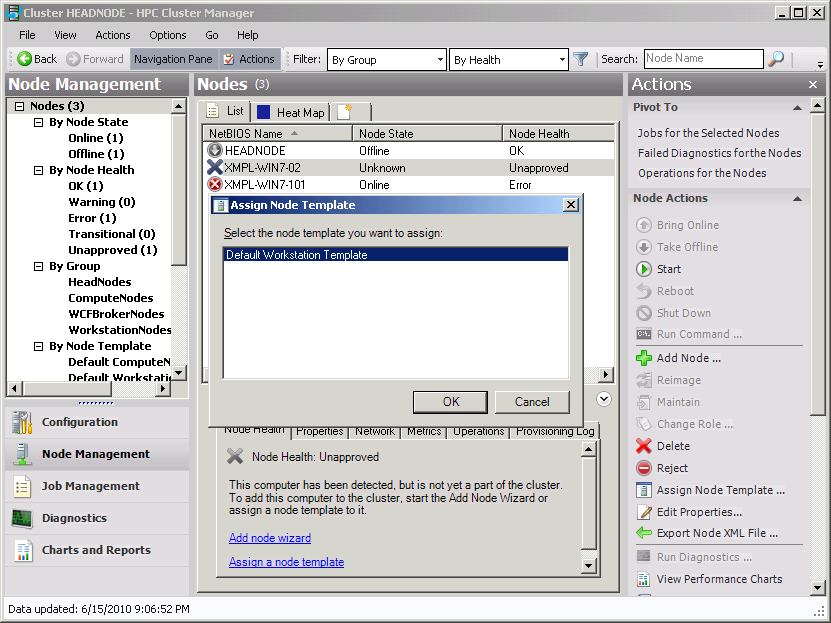 Cluster HEADNODE - HPC Cluster Manager
File View Actions Options Go Help
Back Forward Navigation Pane Actions Filter: By Group By Health Search: Node Name
Node Management
Nodes (3)
By Node State
Online (1)
Offline (1)
By Node Health
OK (1)
Warning (0)
Error (1)
Transitional (0)
Unapproved (1)
By Group
HeadNodes
ComputeNodes
WCFBrokerNodes
WorkstationNodes
By Node Template
Default ComputeN
Default Workstati
Configuration
Node Management
Job Management
Diagnostics
Charts and Reports
Nodes (3)
List Heat Map
NetBIOS Name Node State Node Health
HEADNODE Offline OK
XMPL-WIN7-02 Unknown Unapproved
XMPL-WIN7-101 Online Error
Assign Node Template
Select the node template you want to assign:
Default Workstation Template
OK Cancel
Node Health Properties Network Metrics Operations Provisioning Log
Node Health: Unapproved
This computer has been detected, but is not yet a part of the cluster.
To add this computer to the cluster, start the Add Node Wizard or
assign a node template to it.
Add node wizard
Assign a node template
Actions
Pivot To
Jobs for the Selected Nodes
Failed Diagnostics for the Nodes
Operations for the Nodes
Node Actions
Bring Online
Take Offline
Start
Reboot
Shut Down
Run Command ...
Add Node ...
Reimage
Maintain
Change Role ...
Delete
Reject
Assign Node Template ...
Edit Properties...
Export Node XML File ...
Run Diagnostics ...
View Performance Charts
Data updated: 6/15/2010 9:06:52 PM